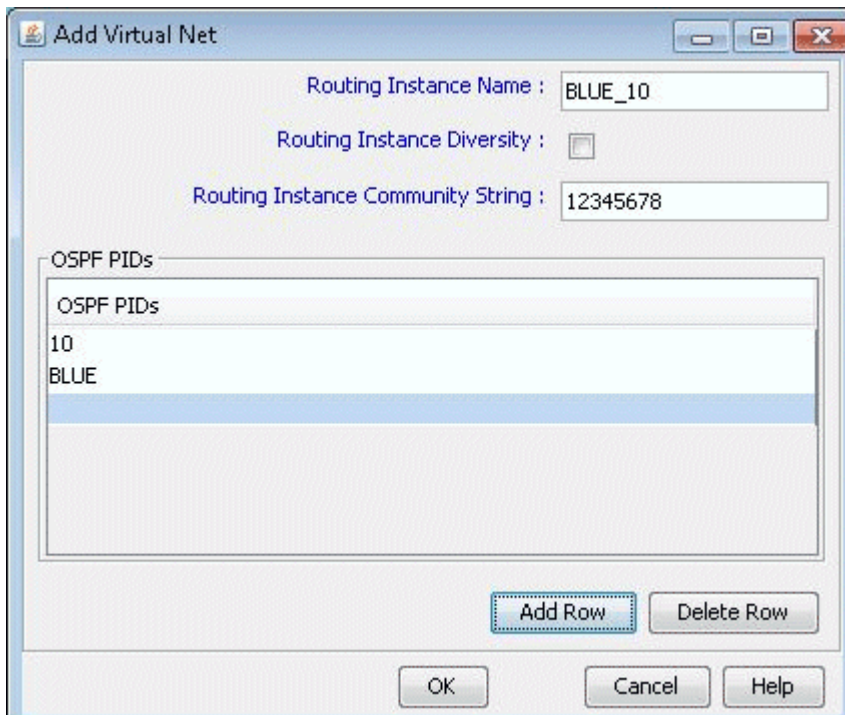 Add Virtual Net
Routing Instance Name : BLUE_10
Routing Instance Diversity :
Routing Instance Community String : 12345678
OSPF PIDs
OSPF PIDs
10
BLUE
Add Row Delete Row
OK Cancel Help